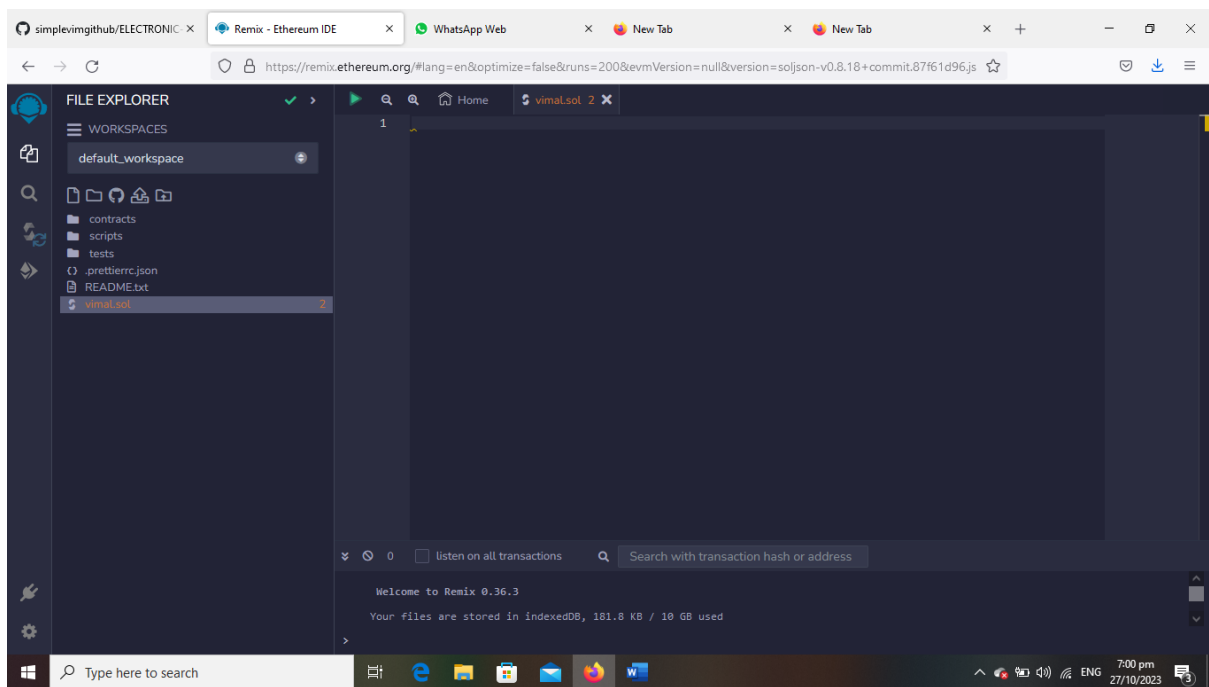 simplevimgithub/ELECTRONIC- Remix - Ethereum IDE WhatsApp Web New Tab New Tab
https://remix.ethereum.org/#lang=en&optimize=false&runs=200&evmVersion=null&version=soljson-v0.8.18+commit.87f61d96.js
FILE EXPLORER
Home
vimal.sol 2
WORKSPACES
1
default_workspace
contracts
scripts
tests
.prettierrc.json
README.txt
vimal.sol 2
0 listen on all transactions Search with transaction hash or address
Welcome to Remix 0.36.3
Your files are stored in indexedDB, 181.8 KB / 10 GB used
>
Type here to search
ENG
7:00 pm
27/10/2023
3